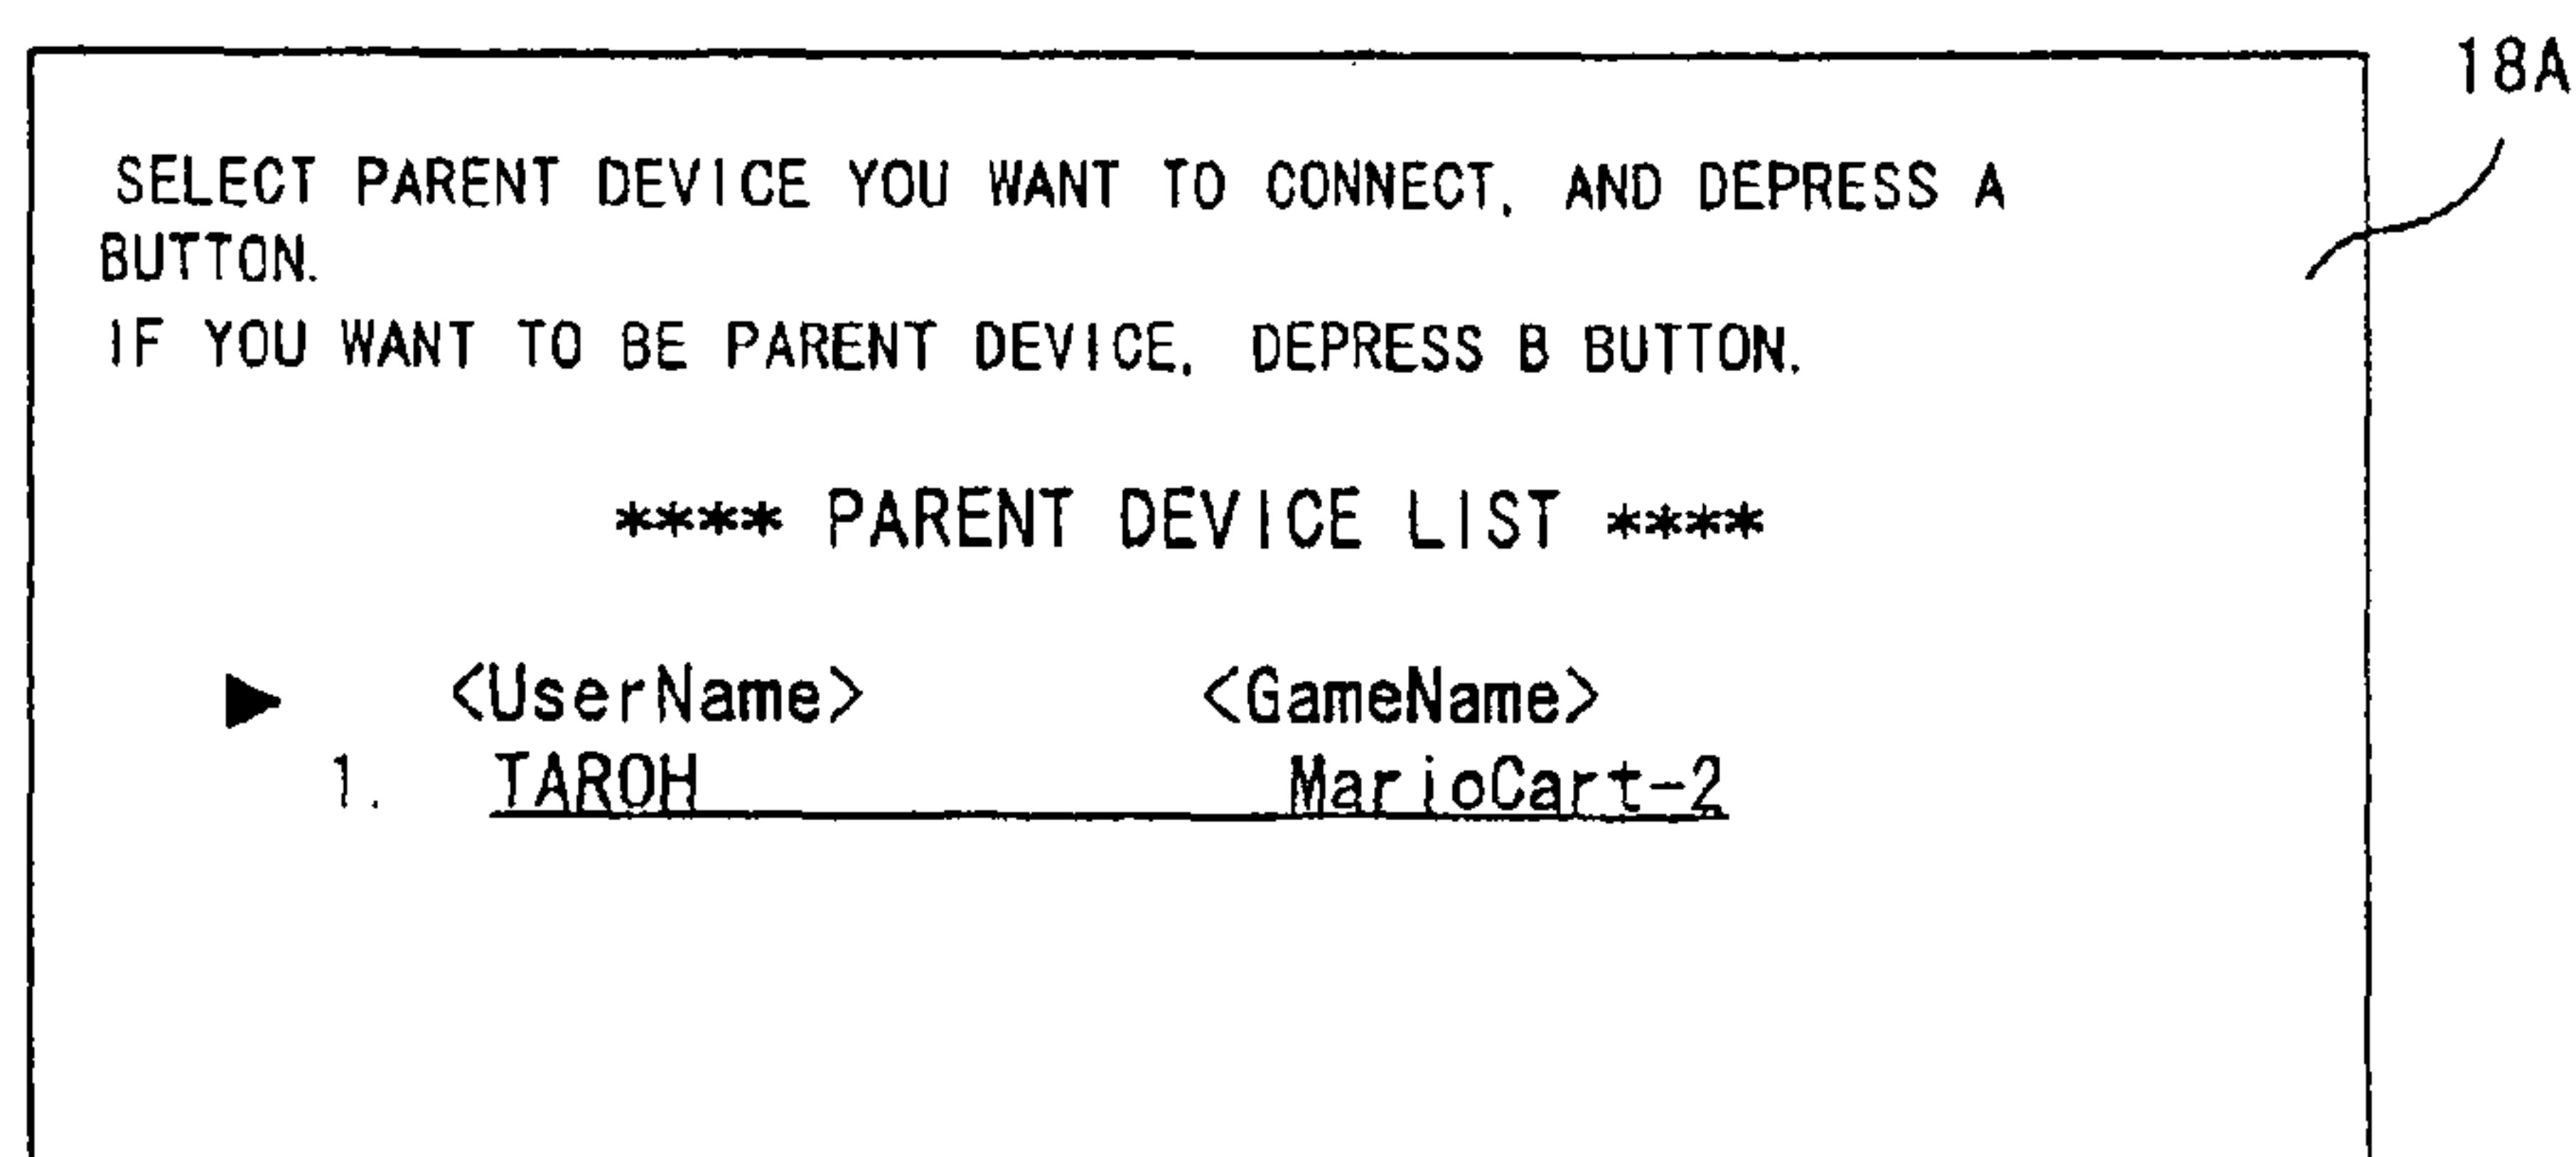 18A
SELECT PARENT DEVICE YOU WANT TO CONNECT, AND DEPRESS A
BUTTON.
IF YOU WANT TO BE PARENT DEVICE, DEPRESS B BUTTON.
**** PARENT DEVICE LIST ****
▶ <UserName> <GameName>
1. TAROH MarioCart-2